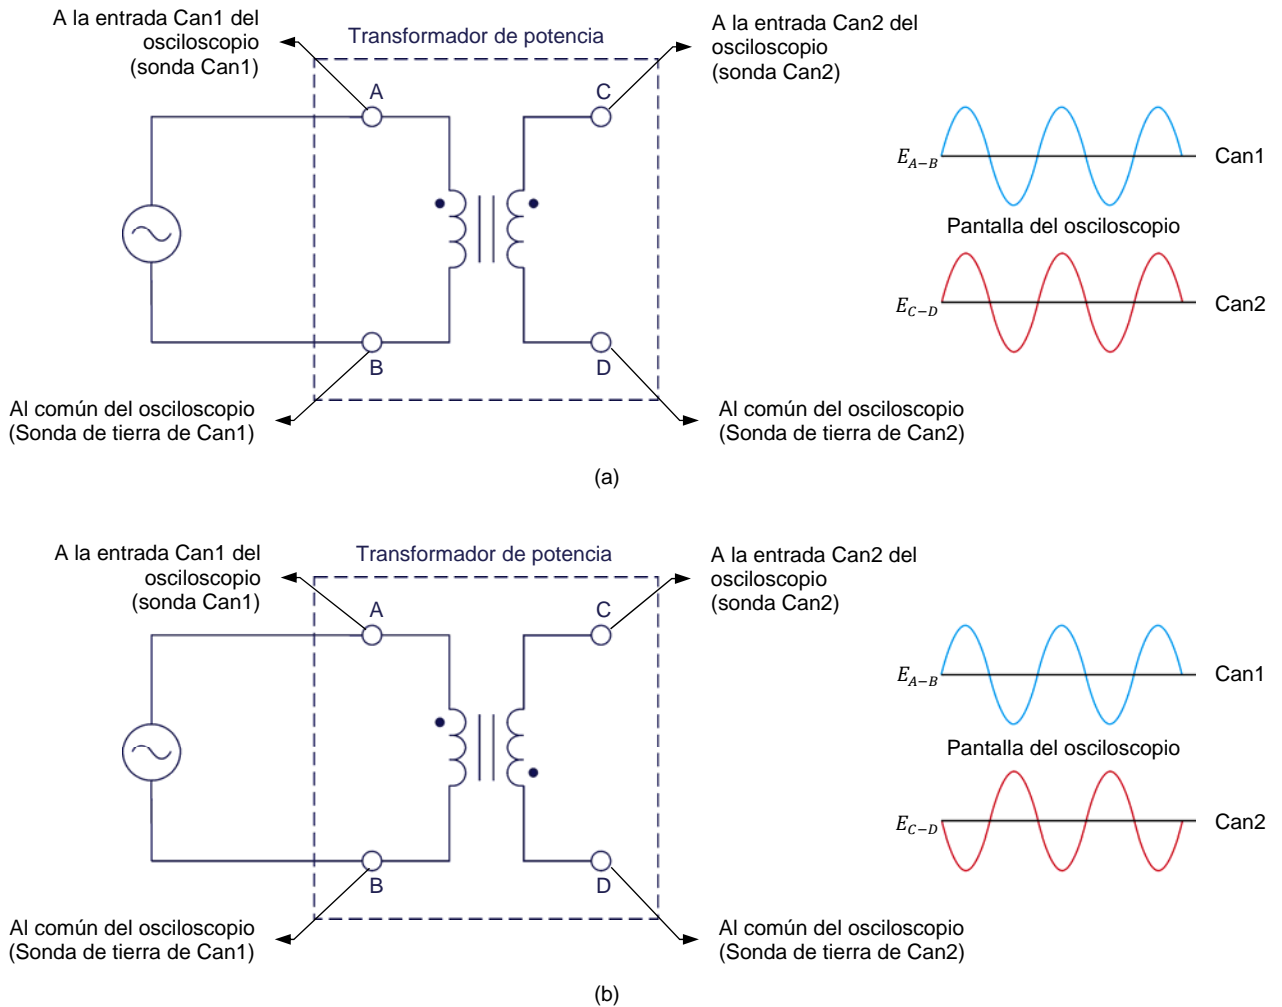 A la entrada Can1 del
osciloscopio
(sonda Can1)
Transformador de potencia
A la entrada Can2 del
osciloscopio
(sonda Can2)
A
C
E_{A−B}
Can1
Pantalla del osciloscopio
E_{C−D}
Can2
B
D
Al común del osciloscopio
(Sonda de tierra de Can1)
Al común del osciloscopio
(Sonda de tierra de Can2)
(a)
A la entrada Can1 del
osciloscopio
(sonda Can1)
Transformador de potencia
A la entrada Can2 del
osciloscopio
(sonda Can2)
A
C
E_{A−B}
Can1
Pantalla del osciloscopio
E_{C−D}
Can2
B
D
Al común del osciloscopio
(Sonda de tierra de Can1)
Al común del osciloscopio
(Sonda de tierra de Can2)
(b)